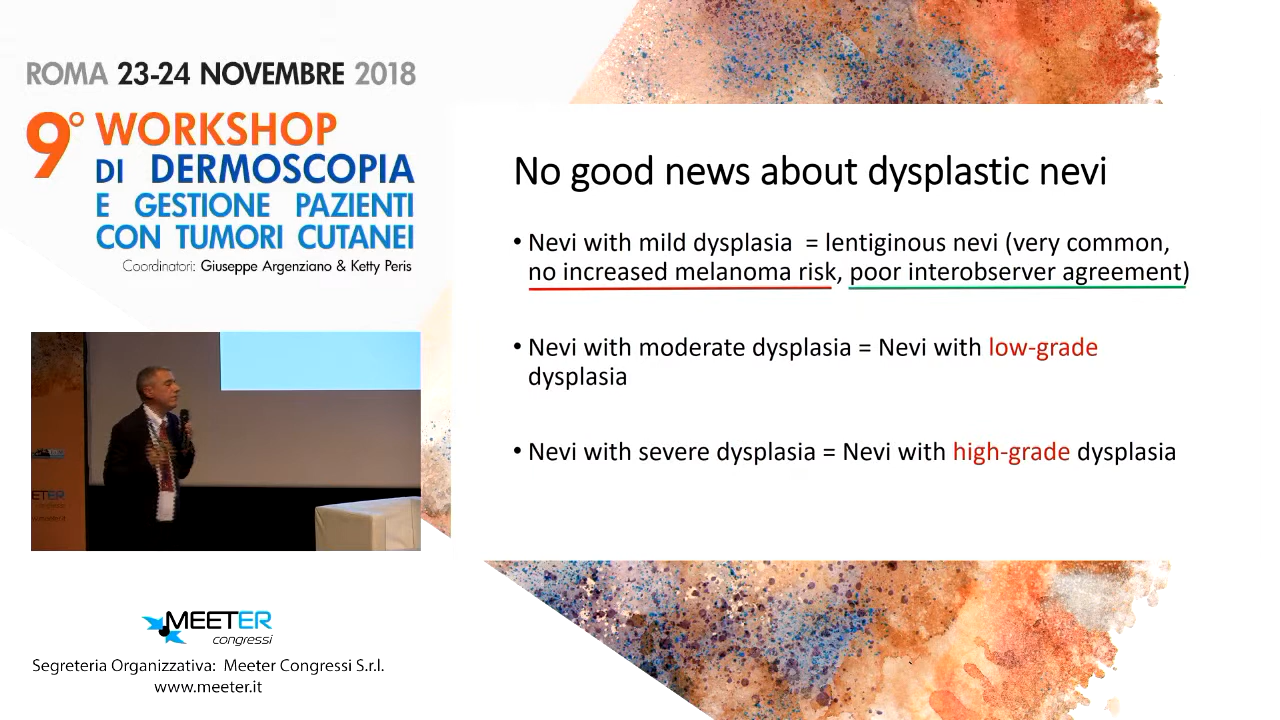 ROMA 23-24 NOVEMBRE 2018
9° WORKSHOP
DI DERMOSCOPIA
E GESTIONE PAZIENTI
CON TUMORI CUTANEI
Coordinatori: Giuseppe Argenziano & Ketty Peris
No good news about dysplastic nevi
• Nevi with mild dysplasia = lentiginous nevi (very common,
no increased melanoma risk, poor interobserver agreement)
• Nevi with moderate dysplasia = Nevi with low-grade
dysplasia
• Nevi with severe dysplasia = Nevi with high-grade dysplasia
MEETER
congressi
Segreteria Organizzativa: Meeter Congressi S.r.l.
www.meeter.it